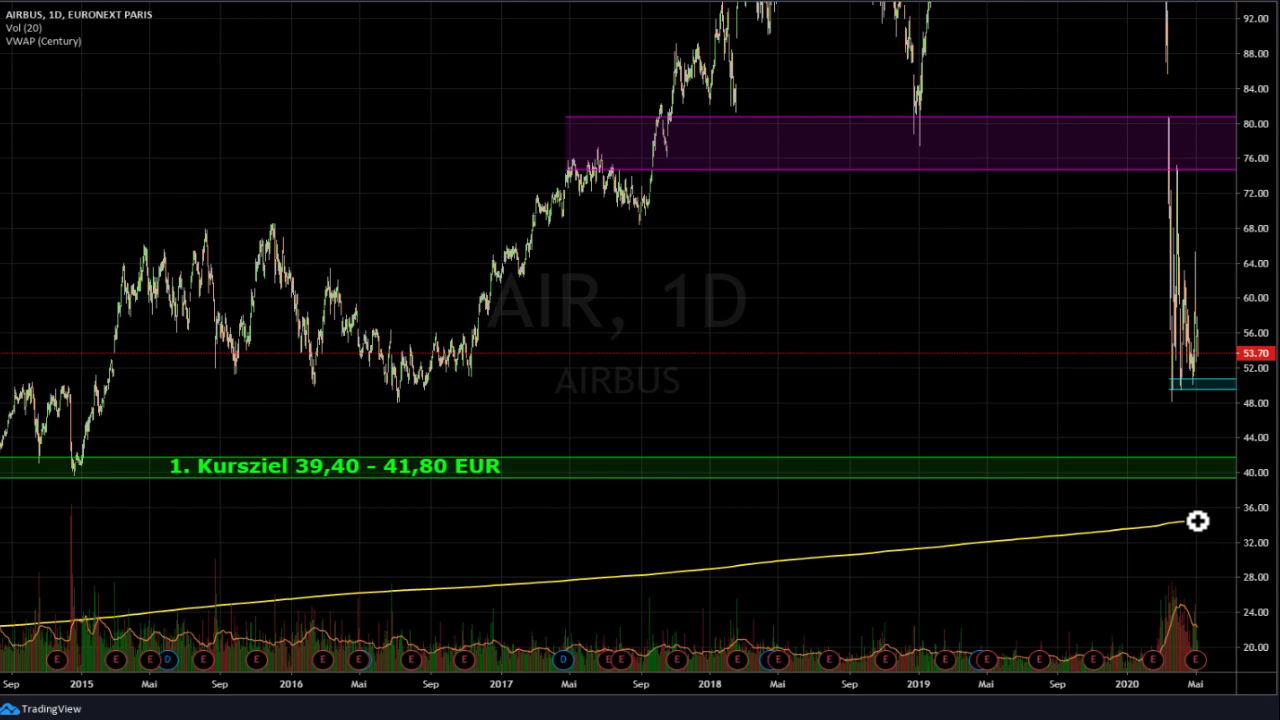 AIRBUS, 1D, EURONEXT PARIS
Vol (20)
VWAP (Century)
AIR, 1D
AIRBUS
1. Kursziel 39,40 - 41,80 EUR
92.00
88.00
84.00
80.00
76.00
72.00
68.00
64.00
60.00
56.00
53.70
52.00
48.00
44.00
40.00
36.00
32.00
28.00
24.00
20.00
E E E D E E E E E E D E E E E E E E E E E E E E E
Sep 2015 Mai Sep 2016 Mai Sep 2017 Mai Sep 2018 Mai Sep 2019 Mai Sep 2020 Mai
TradingView